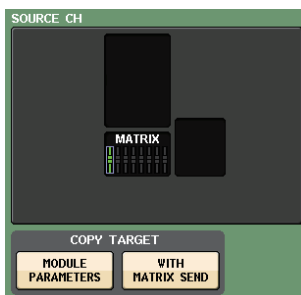 SOURCE CH
MATRIX
COPY TARGET
MODULE
PARAMETERS
WITH
MATRIX SEND